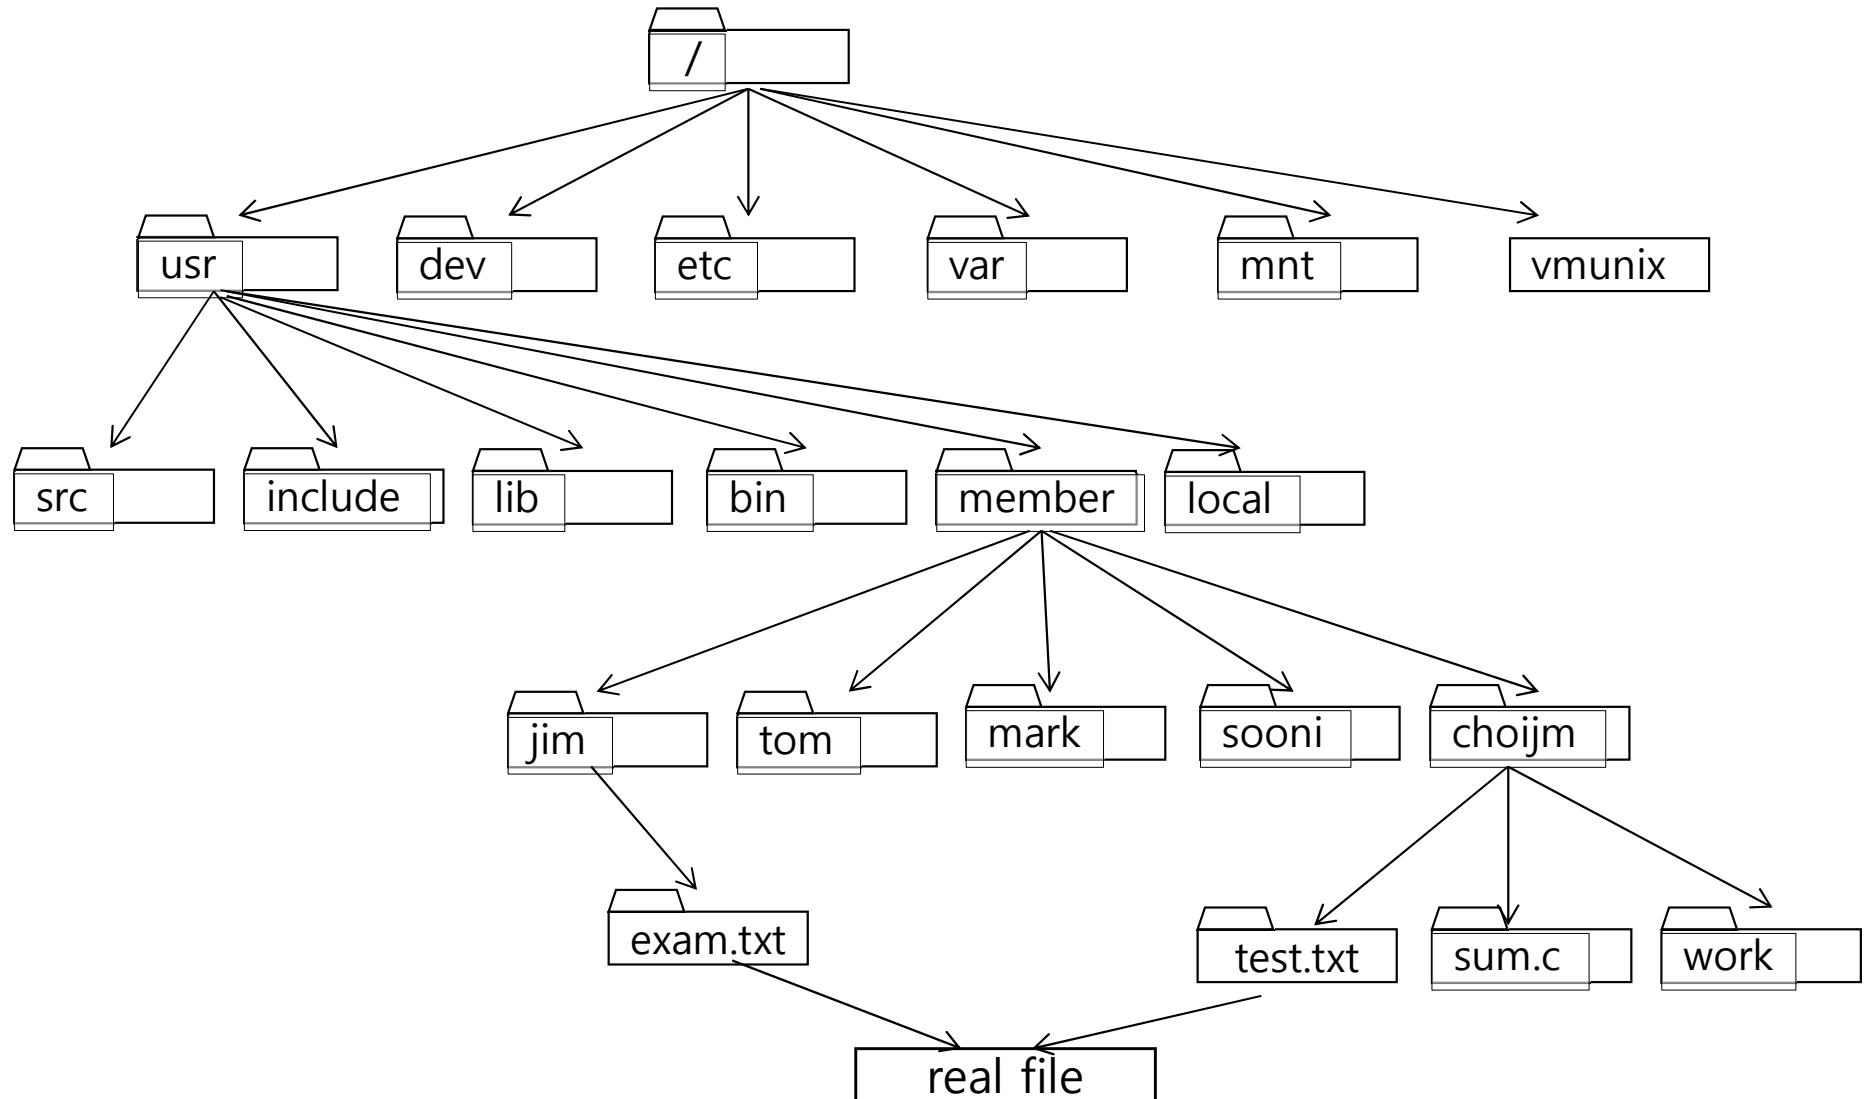 /
usr
dev
etc
var
mnt
vmunix
src
include
lib
bin
member
local
jim
tom
mark
sooni
choijm
exam.txt
test.txt
sum.c
work
real file